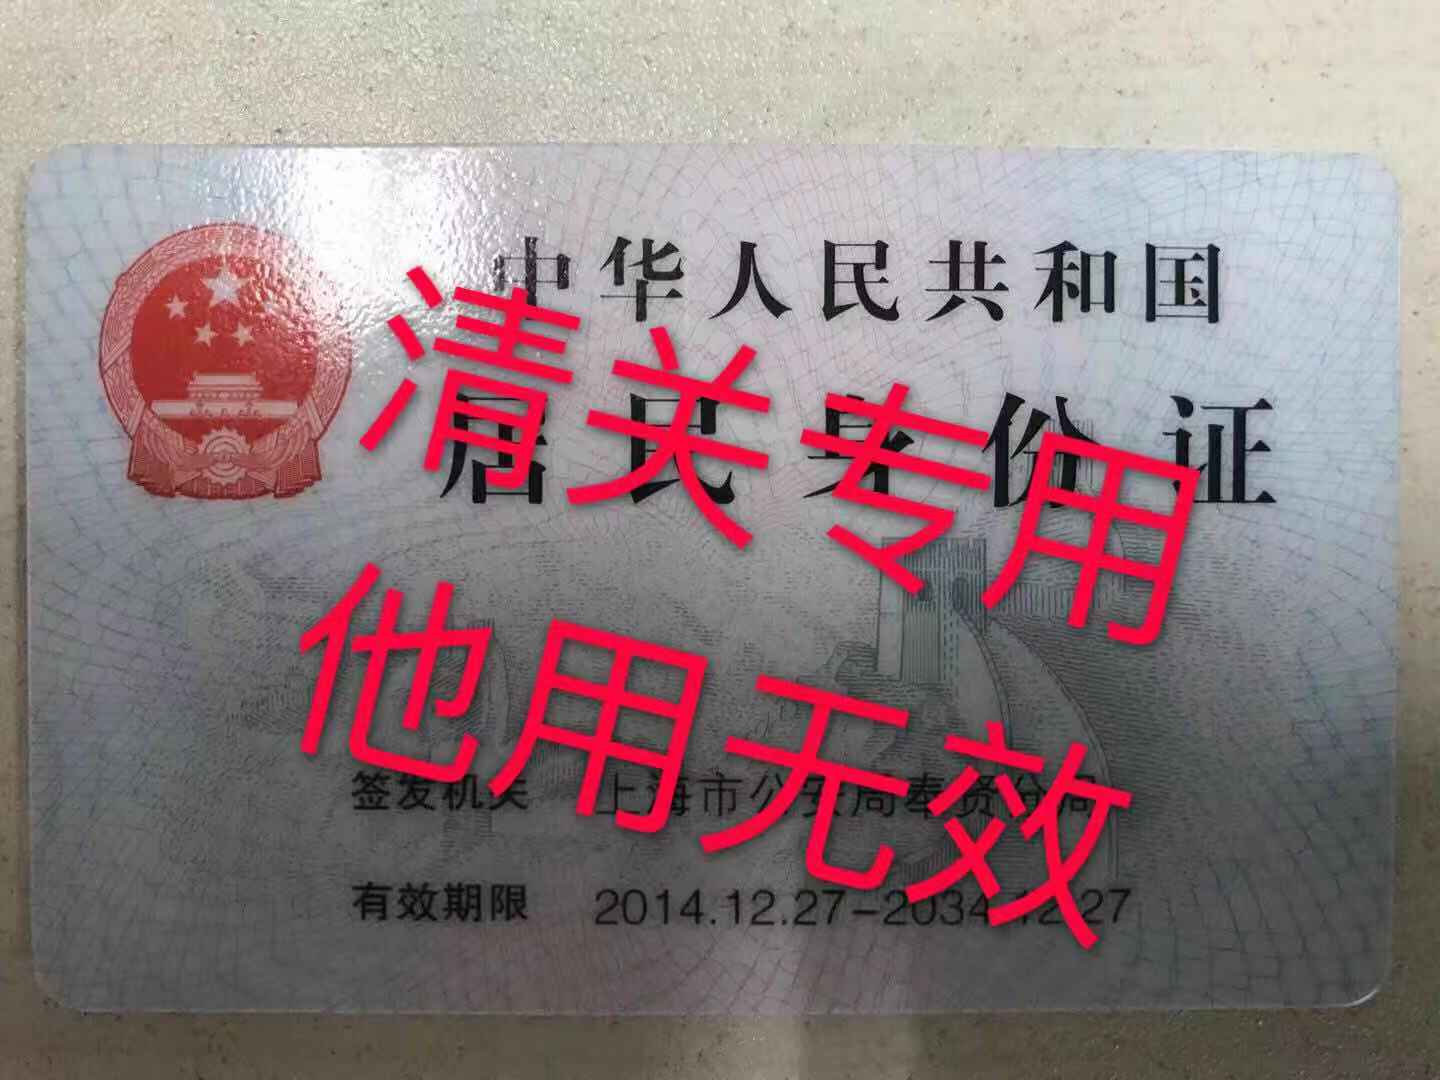 中华人民共和国
居民身份证
清关专用
他用无效
签发机关 上海市公安局奉贤分局
有效期限 2014.12.27-2034.12.27